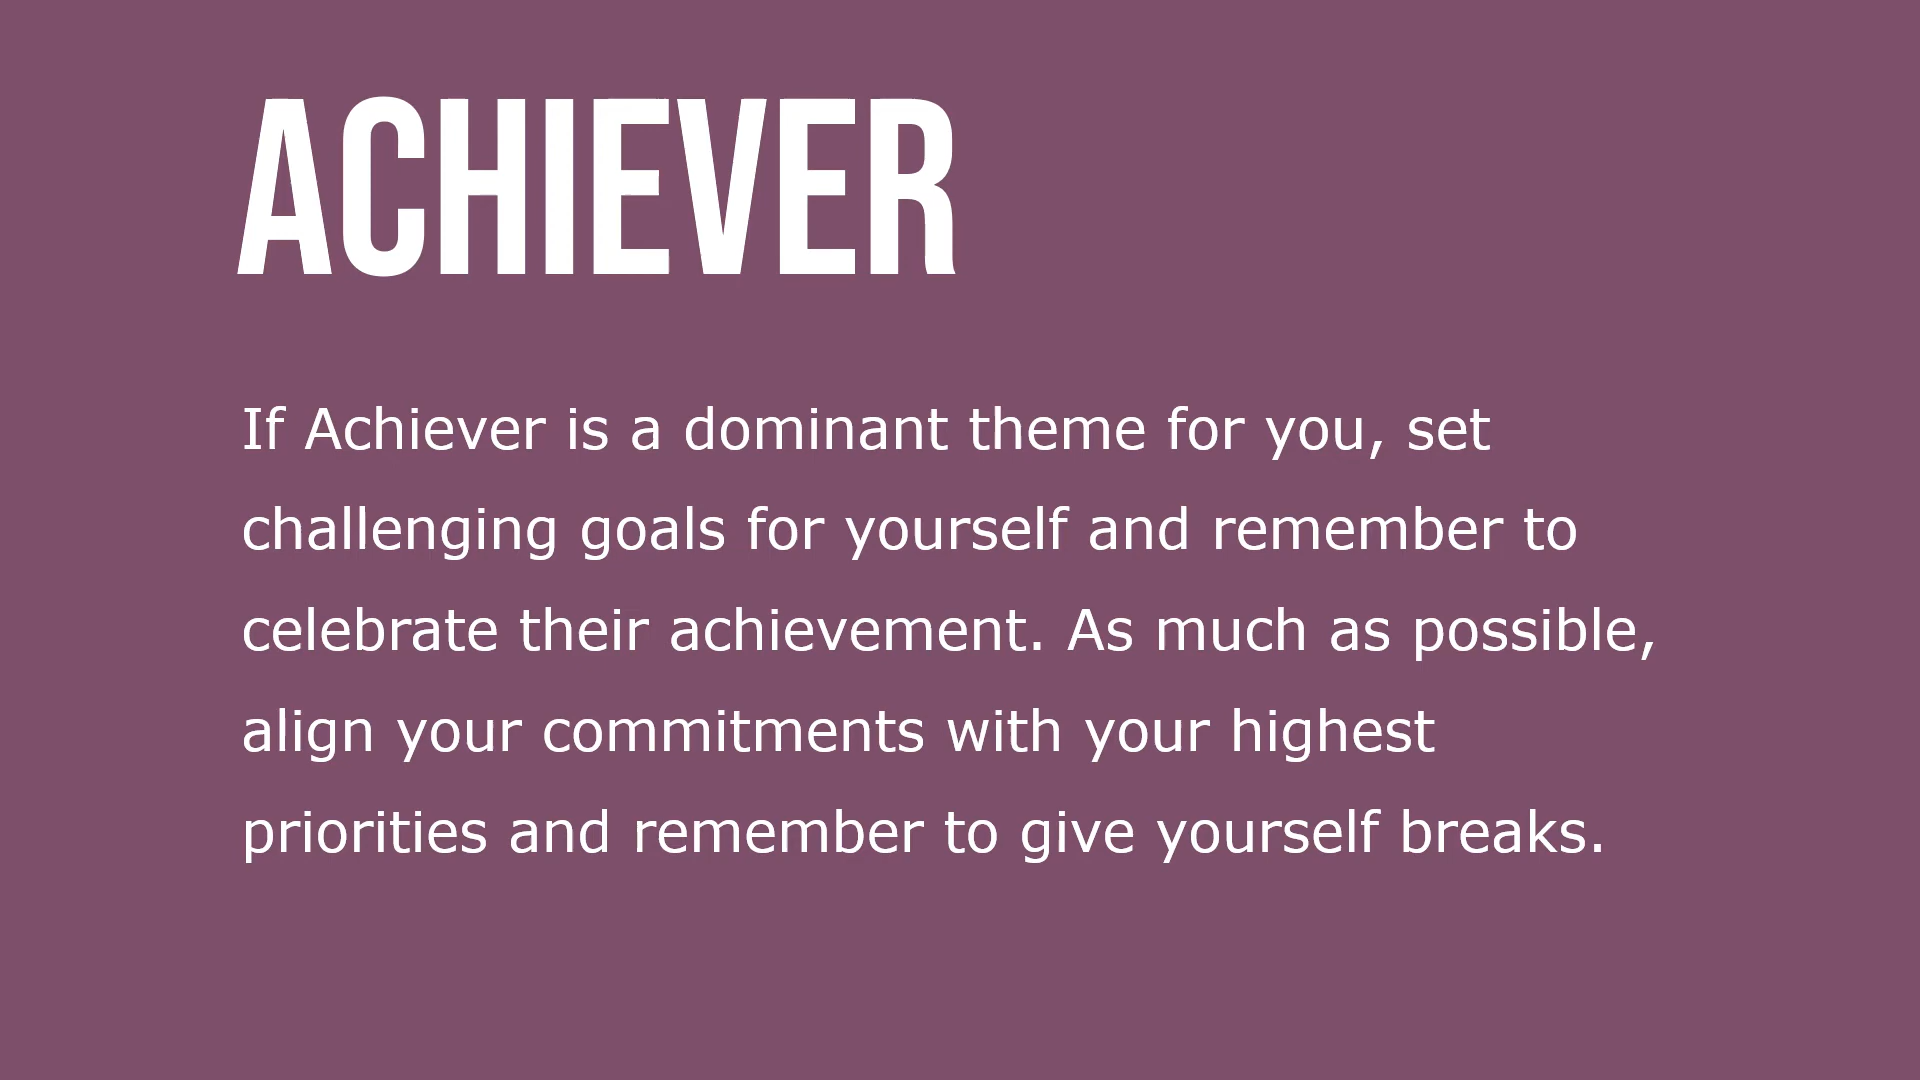 ACHIEVER
If Achiever is a dominant theme for you, set
challenging goals for yourself and remember to
celebrate their achievement. As much as possible,
align your commitments with your highest
priorities and remember to give yourself breaks.